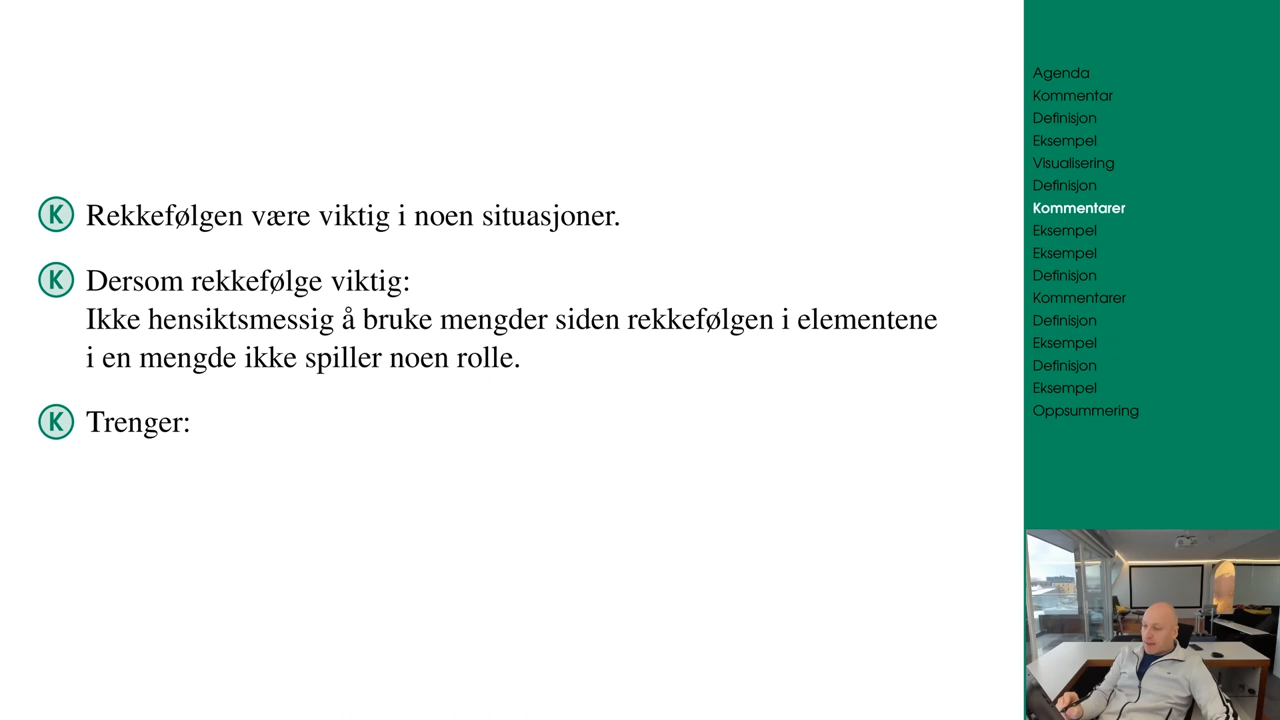 K Rekkefølgen være viktig i noen situasjoner.
K Dersom rekkefølge viktig:
Ikke hensiktsmessig å bruke mengder siden rekkefølgen i elementene
i en mengde ikke spiller noen rolle.
K Trenger:
Agenda
Kommentar
Definisjon
Eksempel
Visualisering
Definisjon
Kommentarer
Eksempel
Eksempel
Definisjon
Kommentarer
Definisjon
Eksempel
Definisjon
Eksempel
Oppsummering